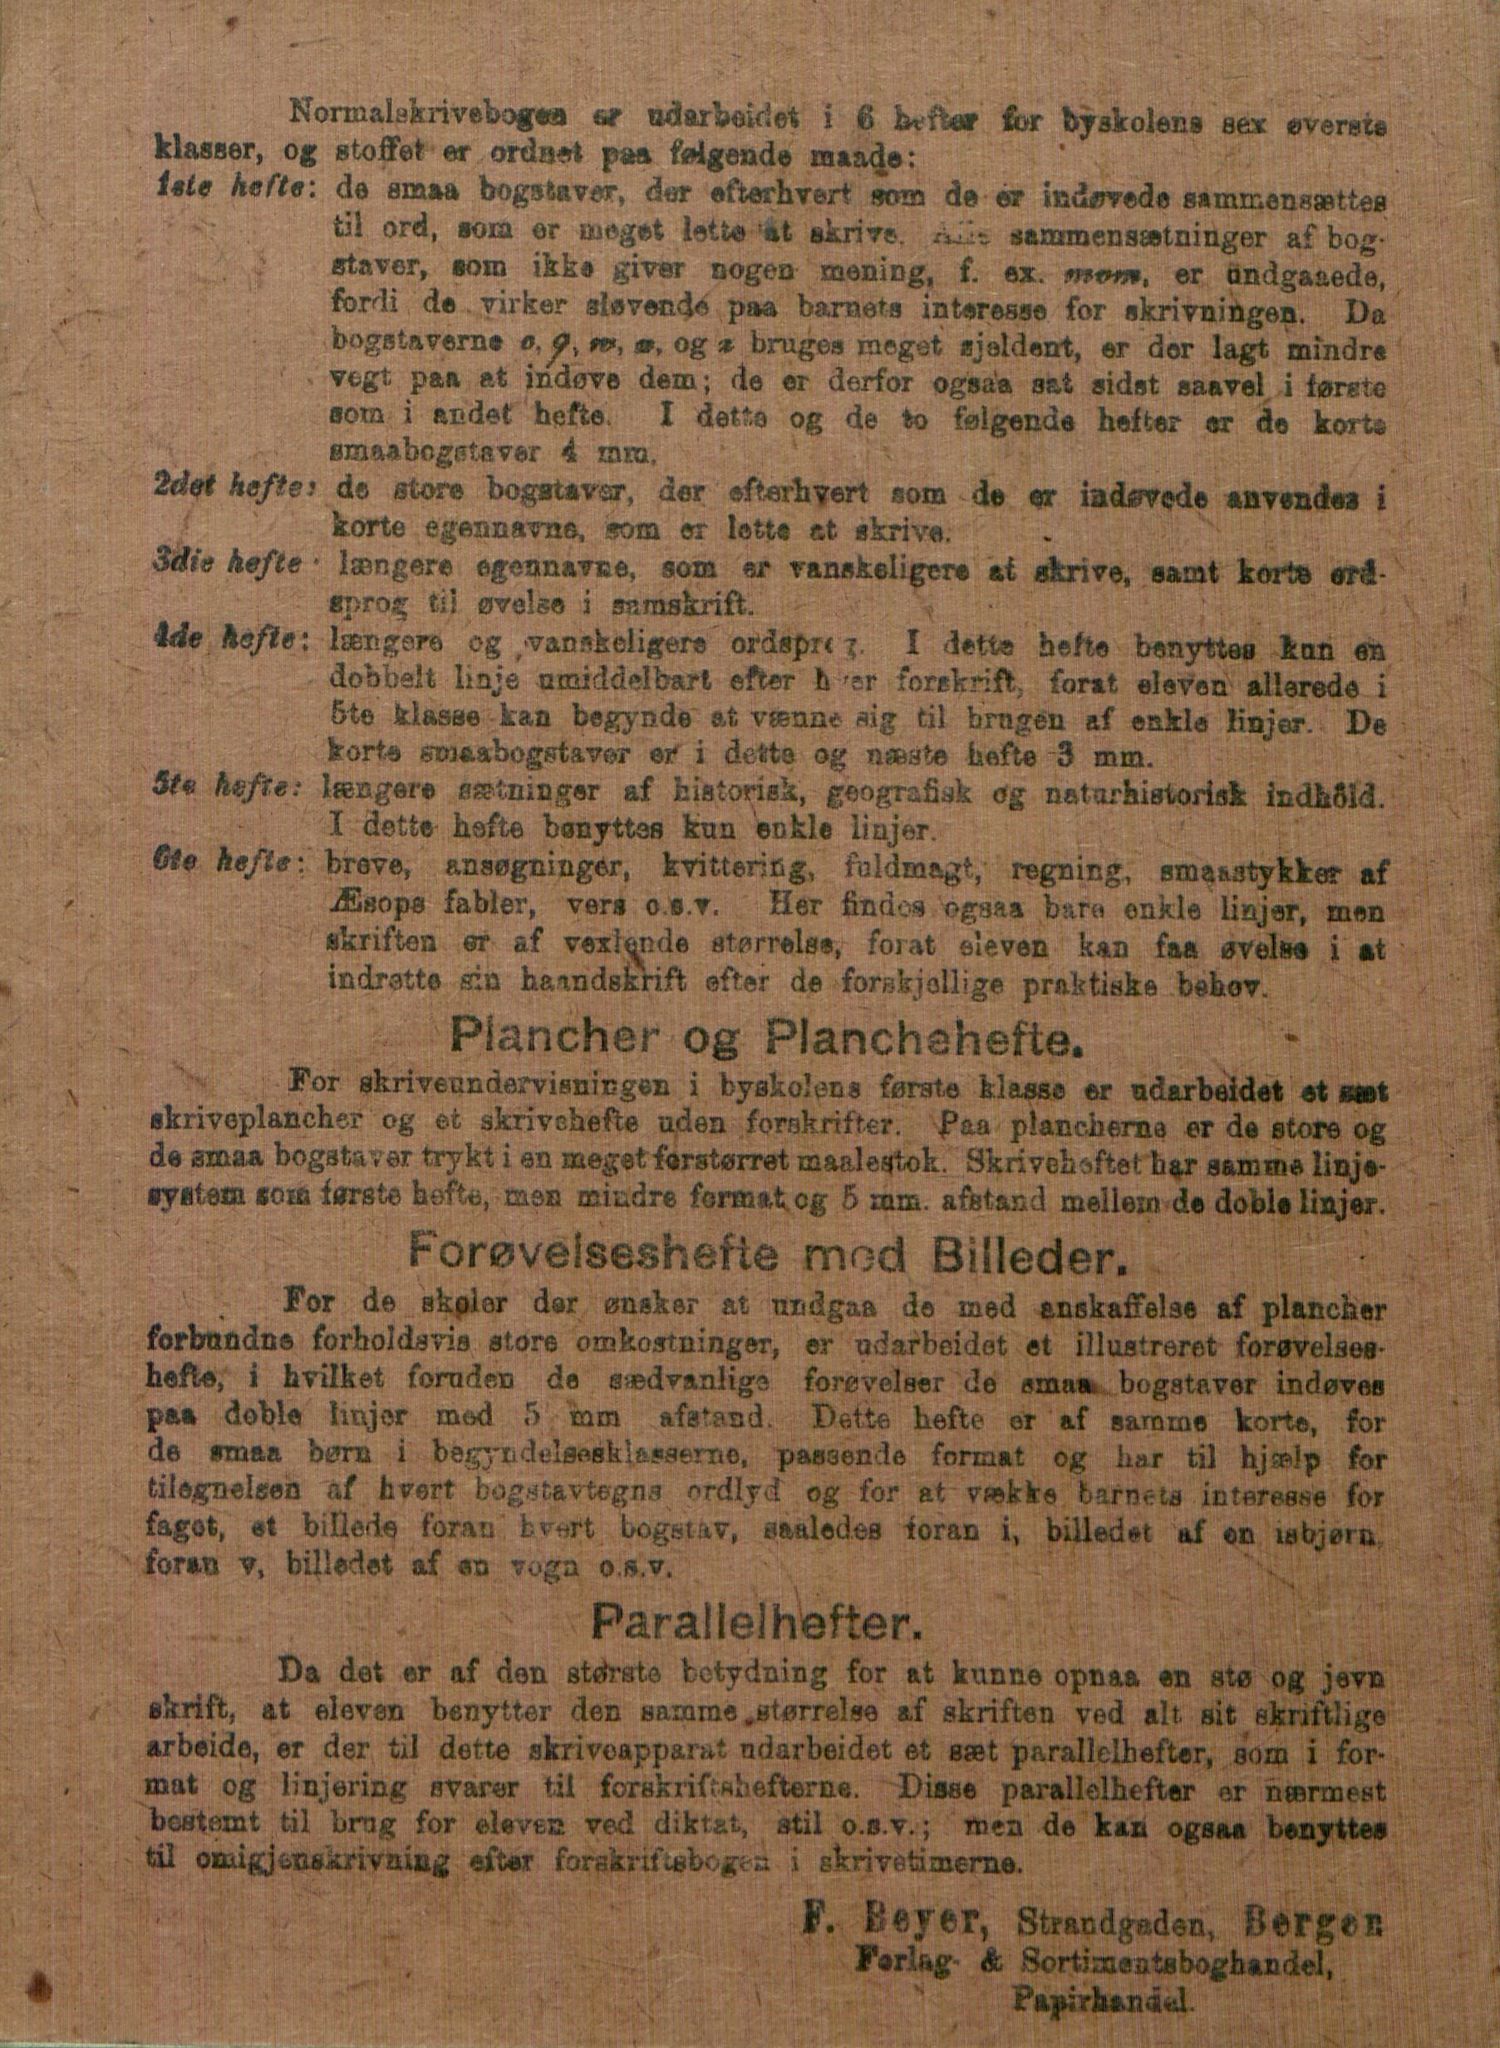 Normalskrivebogen er udarbeidet i 6 hefter for byskolens sex øverste
klasser, og stoffet er ordnet paa følgende maade:
1ste hefte: de smaa bogstaver, der efterhvert som de er indøvede sammensættes
til ord, som er meget lette at skrive. Alle sammensætninger af bog-
staver, som ikke giver nogen mening, f. ex. mom, er undgaaede,
fordi de virker sløvende paa barnets interesse for skrivningen. Da
bogstaverne c, q, w, x, og z bruges meget sjeldent, er der lagt mindre
vegt paa at indøve dem; de er derfor ogsaa sat sidst saavel i første
som i andet hefte. I dette og de to følgende hefter er de korte
smaabogstaver 4 mm.
2det hefte: de store bogstaver, der efterhvert som de er indøvede anvendes i
korte egennavne, som er lette at skrive.
3die hefte: længere egennavne, som er vanskeligere at skrive, samt korte ord-
sprog til øvelse i samskrift.
4de hefte: længere og vanskeligere ordsprog. I dette hefte benyttes kun en
dobbelt linje umiddelbart efter hver forskrift, forat eleven allerede i
5te klasse kan begynde at vænne sig til brugen af enkle linjer. De
korte smaabogstaver er i dette og næste hefte 3 mm.
5te hefte: længere sætninger af historisk, geografisk og naturhistorisk indhold.
I dette hefte benyttes kun enkle linjer.
6te hefte: breve, ansøgninger, kvittering, fuldmagt, regning, smaastykker af
Æsops fabler, vers o.s.v. Her findes ogsaa bare enkle linjer, men
skriften er af vexlende størrelse, forat eleven kan faa øvelse i at
indrette sin haandskrift efter de forskjellige praktiske behov.
Plancher og Planchehefte.
For skriveundervisningen i byskolens første klasse er udarbeidet et sæt
skriveplancher og et skrivehefte uden forskrifter. Paa plancherne er de store og
de smaa bogstaver trykt i en meget forstørret maalestok. Skriveheftet har samme linje-
system som første hefte, men mindre format og 5 mm. afstand mellem de doble linjer.
Forøvelseshefte med Billeder.
For de skoler der ønsker at undgaa de med anskaffelse af plancher
forbundne forholdsvis store omkostninger, er udarbeidet et illustreret forøvelses-
hefte, i hvilket foruden de sædvanlige forøvelser de smaa bogstaver indøves
paa doble linjer med 5 mm afstand. Dette hefte er af samme korte, for
de smaa børn i begyndelsesklasserne, passende format og har til hjælp for
tilegnelsen af hvert bogstavtegns ordlyd og for at vække barnets interesse for
faget, et billede foran hvert bogstav, saaledes foran i, billedet af en isbjørn,
foran v, billedet af en vogn o.s.v.
Parallelhefter.
Da det er af den største betydning for at kunne opnaa en stø og jevn
skrift, at eleven benytter den samme størrelse af skriften ved alt sit skriftlige
arbeide, er der til dette skriveapparat udarbeidet et sæt parallelhefter, som i for-
mat og linjering svarer til forskriftshefterne. Disse parallelhefter er nærmest
bestemt til brug for eleven ved diktat, stil o.s.v.; men de kan ogsaa benyttes
til omigjenskrivning efter forskriftsbogen i skrivetimerne.
F. Beyer, Strandgaden, Bergen
Forlag- & Sortimentsboghandel,
Papirhandel.